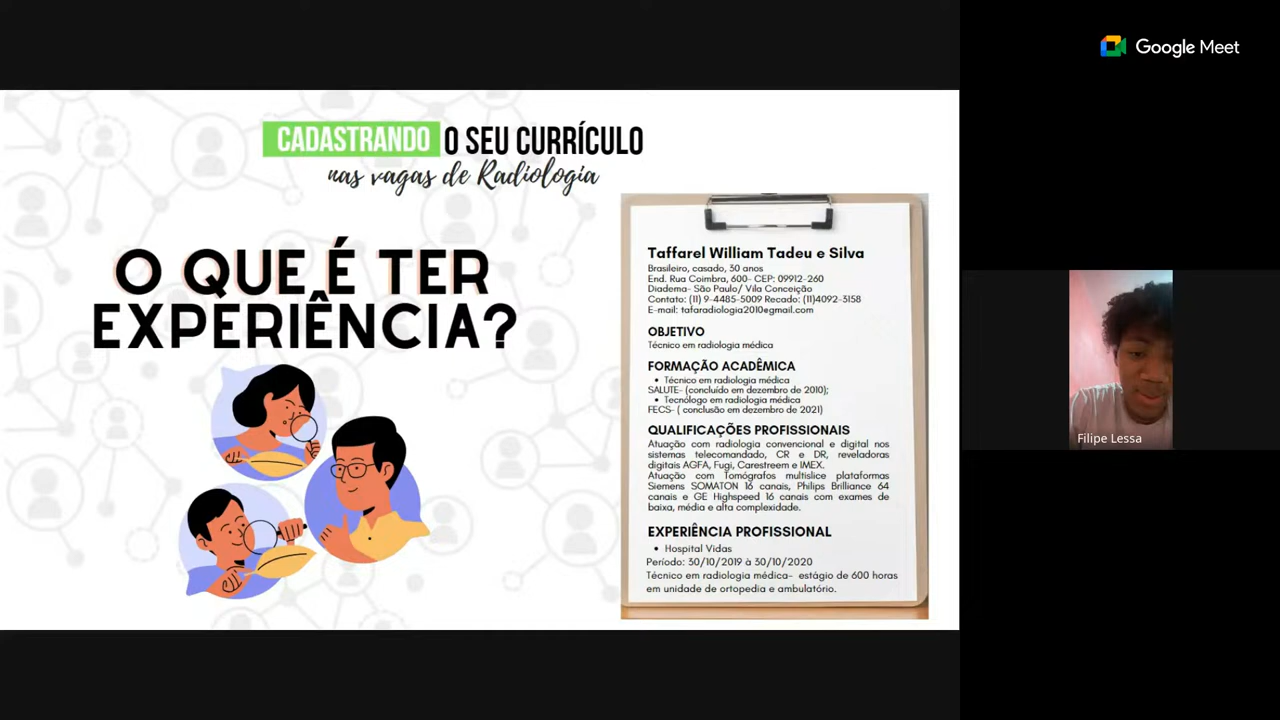 Google Meet
CADASTRANDO O SEU CURRÍCULO
nas vagas de Radiologia
O QUE É TER
EXPERIÊNCIA?
Taffarel William Tadeu e Silva
Brasileiro, casado, 30 anos
End. Rua Coimbra, 600- CEP: 09912-260
Diadema- São Paulo/ Vila Conceição
Contato: (11) 9-4485-5009 Recado: (11)4092-3158
E-mail: tafaradiologia2010@gmail.com
OBJETIVO
Técnico em radiologia médica
FORMAÇÃO ACADÊMICA
• Técnico em radiologia médica
SALUTE- (concluído em dezembro de 2010);
• Tecnólogo em radiologia médica
FECS- ( conclusão em dezembro de 2021)
QUALIFICAÇÕES PROFISSIONAIS
Atuação com radiologia convencional e digital nos
sistemas telecomandado, CR e DR, reveladoras
digitais AGFA, Fugi, Carestreem e IMEX.
Atuação com Tomógrafos multislice plataformas
Siemens SOMATON 16 canais, Philips Brilliance 64
canais e GE Highspeed 16 canais com exames de
baixa, média e alta complexidade.
EXPERIÊNCIA PROFISSIONAL
• Hospital Vidas
Período: 30/10/2019 à 30/10/2020
Técnico em radiologia médica- estágio de 600 horas
em unidade de ortopedia e ambulatório.
Filipe Lessa